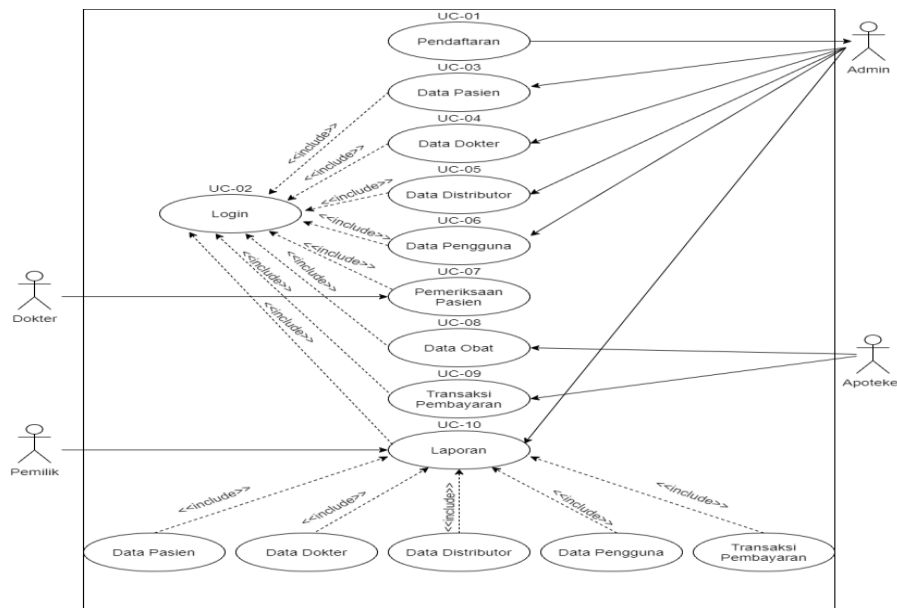 UC-01
Pendaftaran
Admin
UC-03
Data Pasien
<<include>>
UC-04
Data Dokter
<<include>>
UC-05
Data Distributor
<<include>>
UC-02
Login
UC-06
Data Pengguna
<<include>>
UC-07
Pemeriksaan
Pasien
<<include>>
Dokter
UC-08
Data Obat
<<include>>
UC-09
Transaksi
Pembayaran
<<include>>
Apoteke
UC-10
Laporan
<<include>>
Pemilik
<<include>>
<<include>>
<<include>>
<<include>>
<<include>>
Data Pasien
Data Dokter
Data Distributor
Data Pengguna
Transaksi
Pembayaran